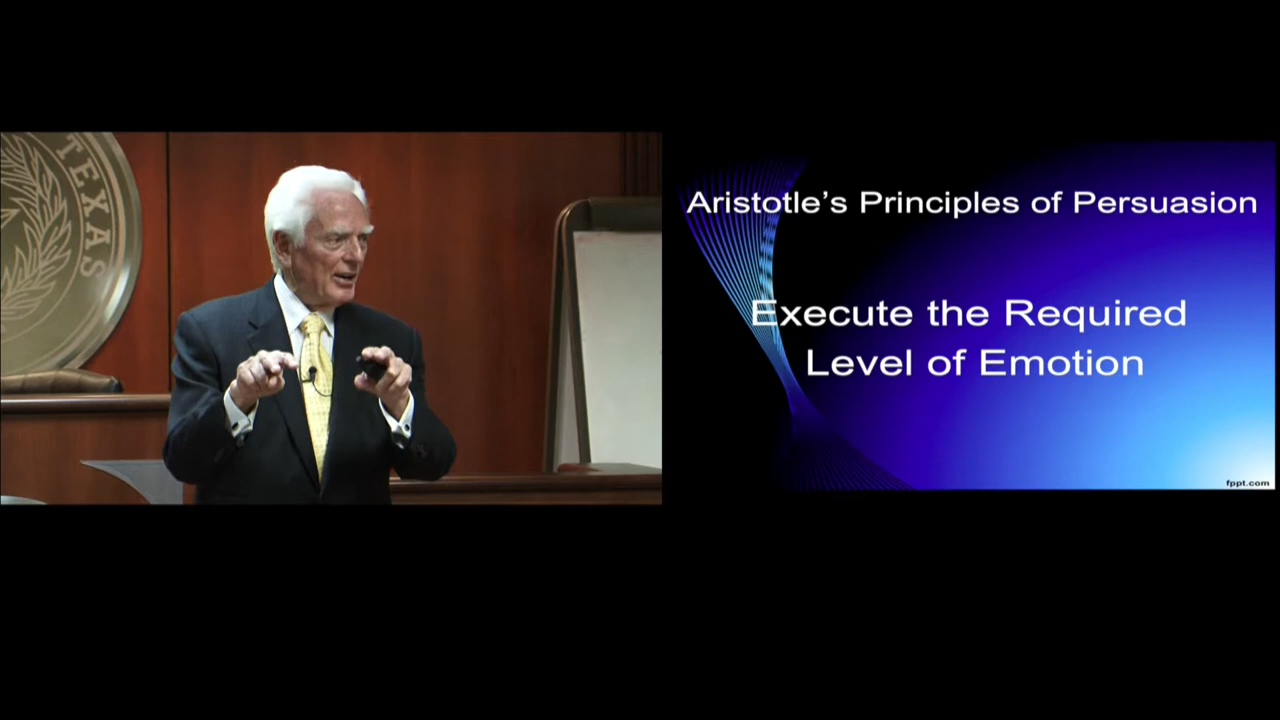 TEXAS
Aristotle’s Principles of Persuasion
Execute the Required
Level of Emotion
fppt.com